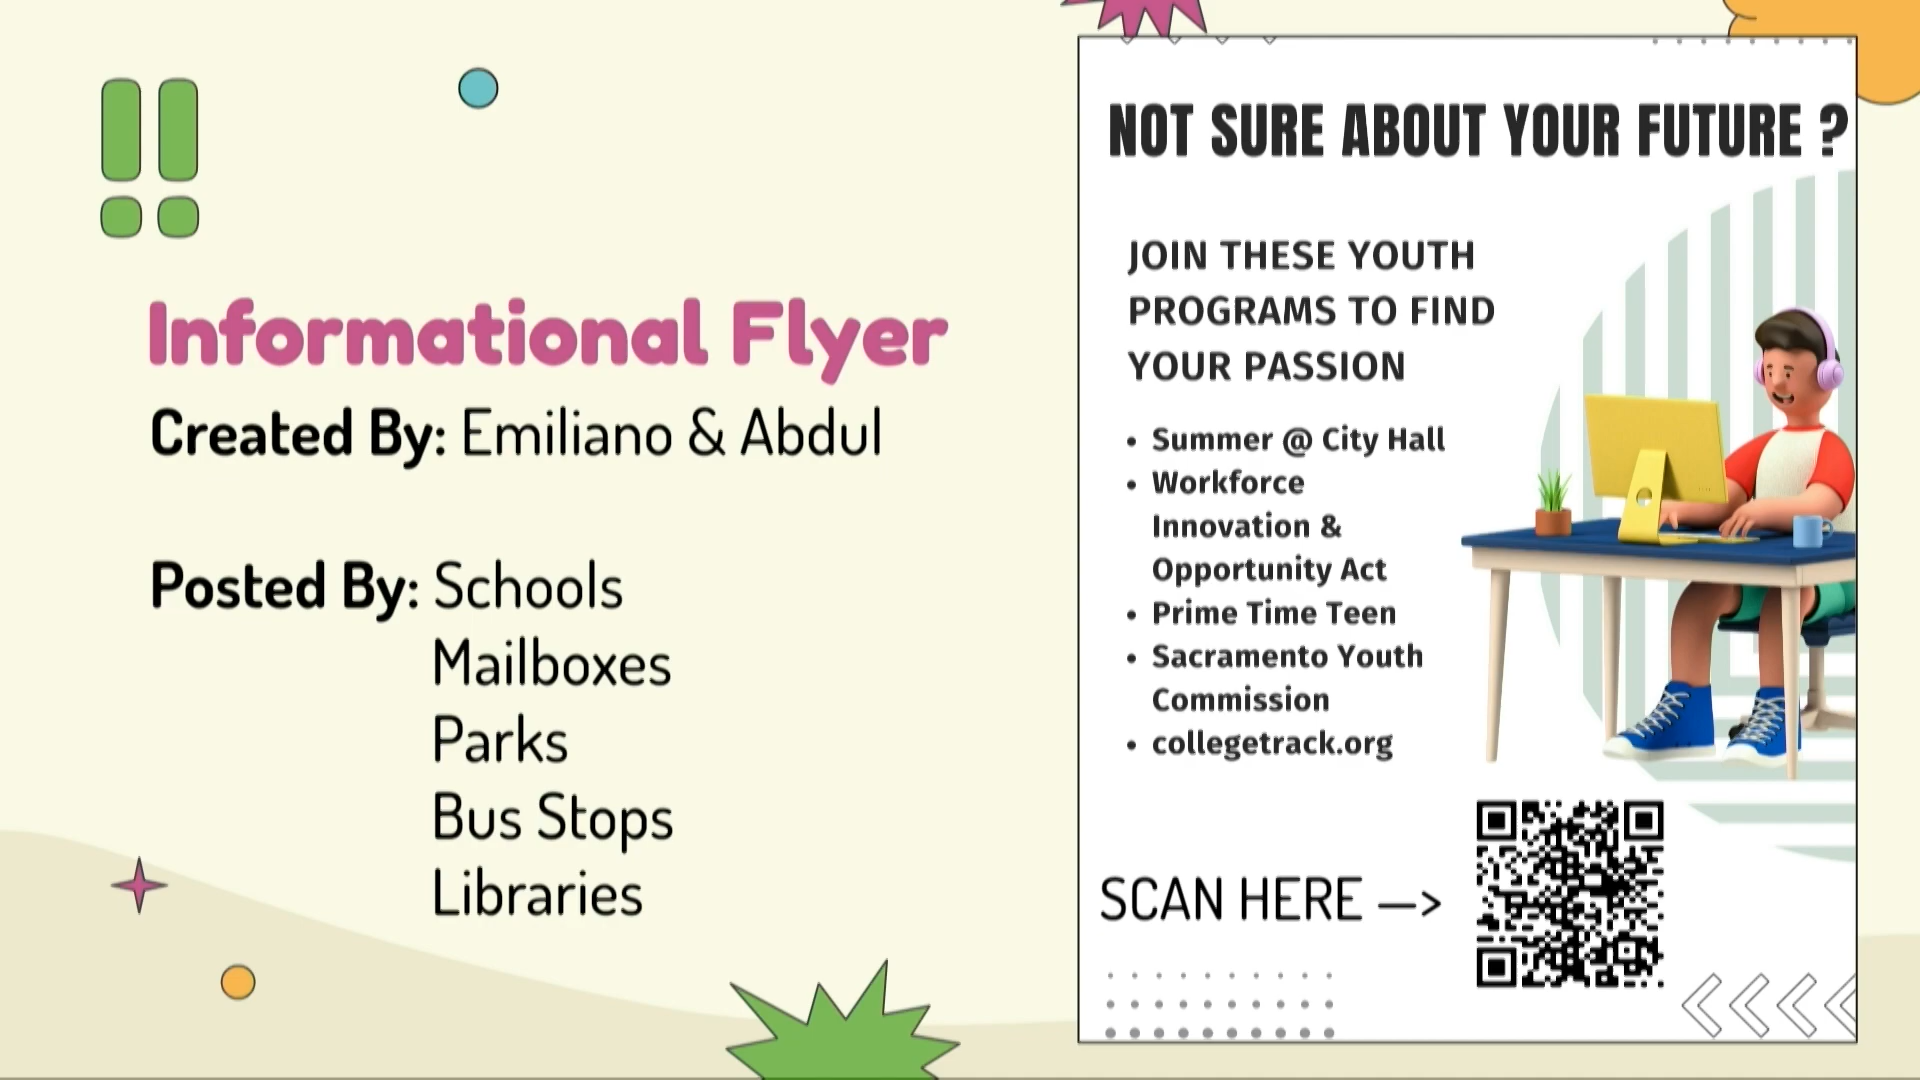 Informational Flyer
Created By: Emiliano & Abdul
Posted By: Schools
Mailboxes
Parks
Bus Stops
Libraries
NOT SURE ABOUT YOUR FUTURE ?
JOIN THESE YOUTH
PROGRAMS TO FIND
YOUR PASSION
• Summer @ City Hall
• Workforce
Innovation &
Opportunity Act
• Prime Time Teen
• Sacramento Youth
Commission
• collegetrack.org
SCAN HERE —>